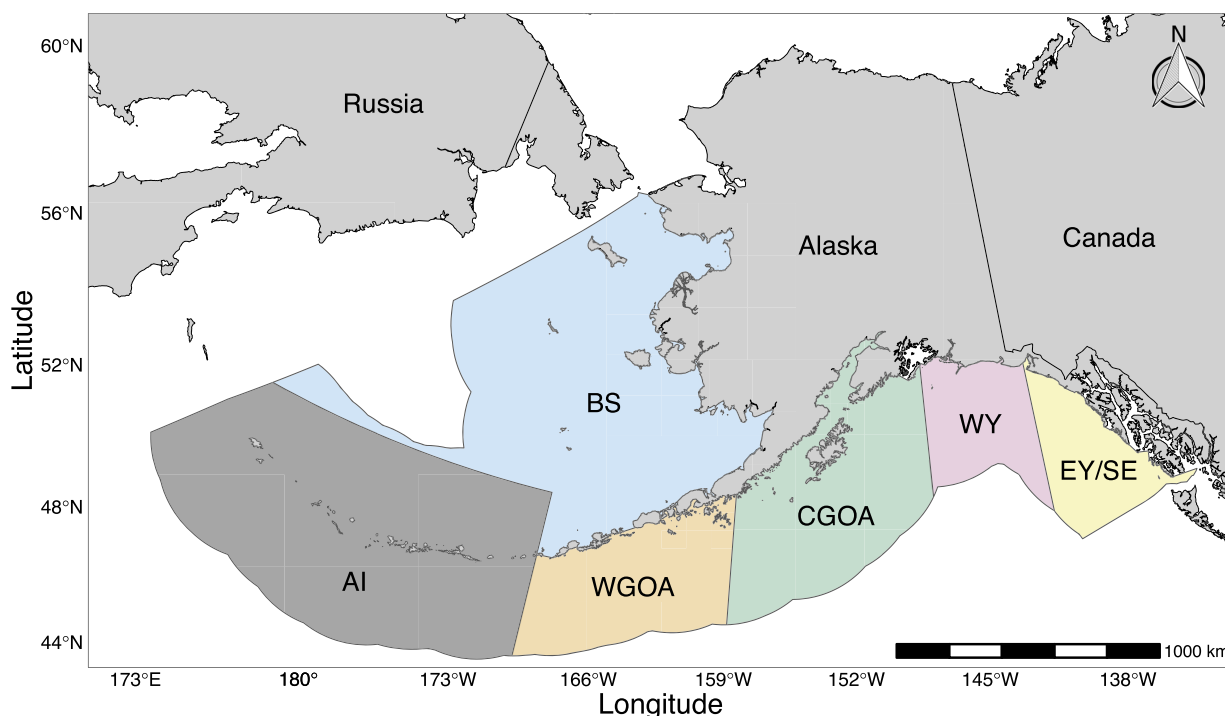 60°N
N
Russia
56°N
Alaska
Canada
Latitude
52°N
BS
WY
EY/SE
48°N
CGOA
AI
WGOA
44°N
1000 km
173°E
180°
173°W
166°W
159°W
152°W
145°W
138°W
Longitude